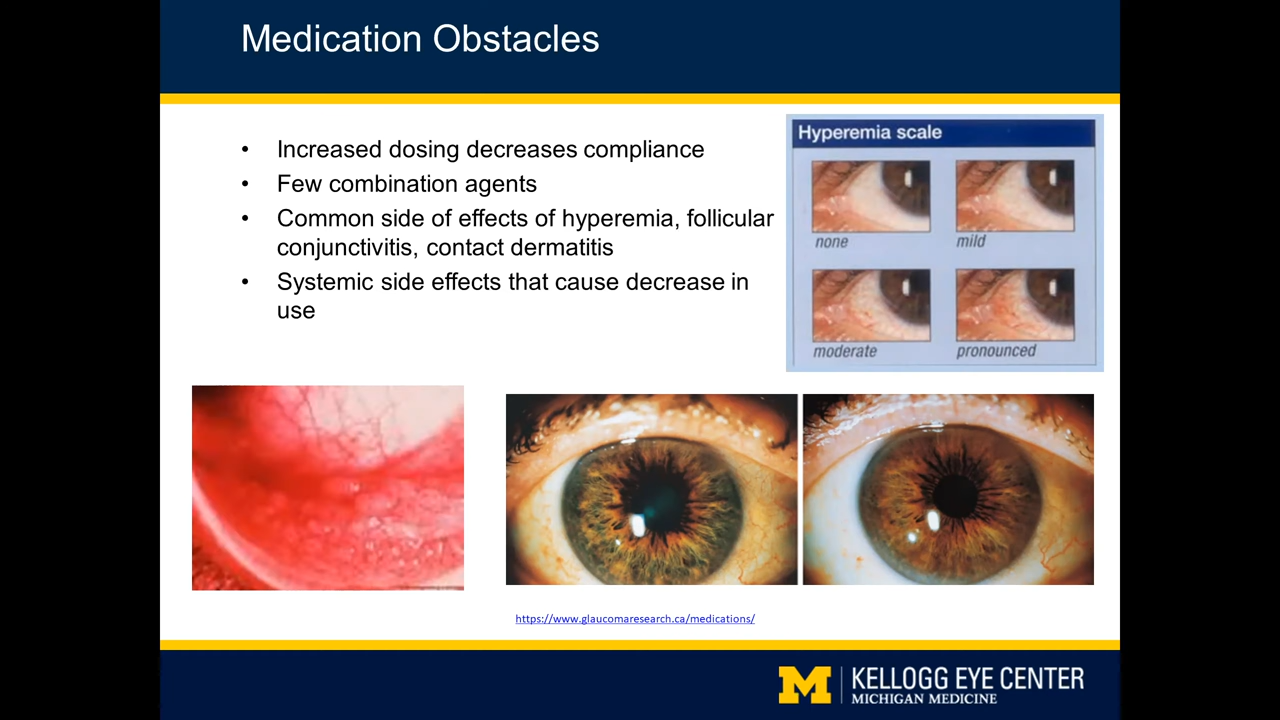 Medication Obstacles
• Increased dosing decreases compliance
• Few combination agents
• Common side of effects of hyperemia, follicular
conjunctivitis, contact dermatitis
• Systemic side effects that cause decrease in
use
Hyperemia scale
none
mild
moderate
pronounced
https://www.glaucomaresearch.ca/medications/
M
KELLOGG EYE CENTER
MICHIGAN MEDICINE